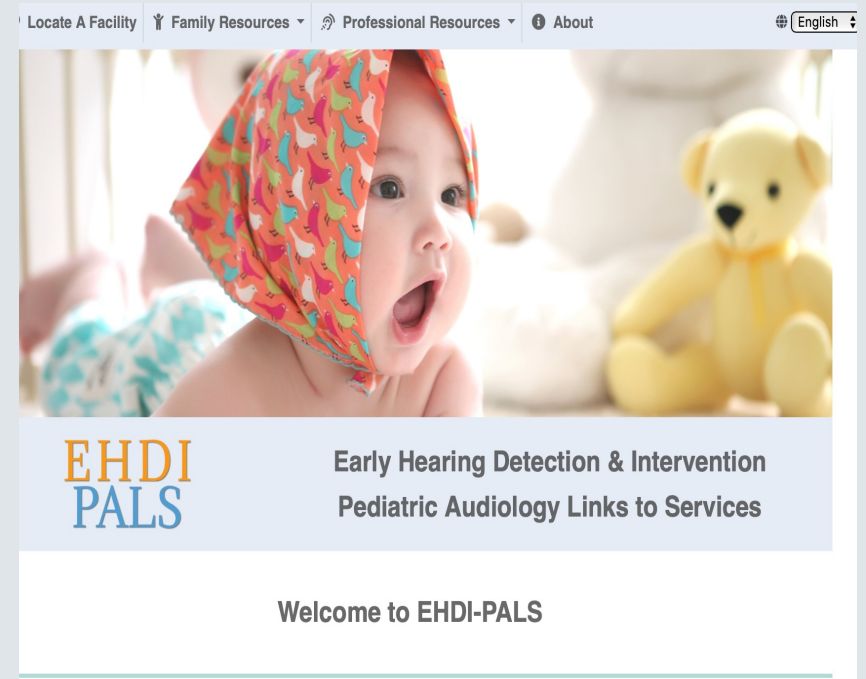 Locate A Facility
Family Resources
Professional Resources
About
English
EHDI
PALS
Early Hearing Detection & Intervention
Pediatric Audiology Links to Services
Welcome to EHDI-PALS